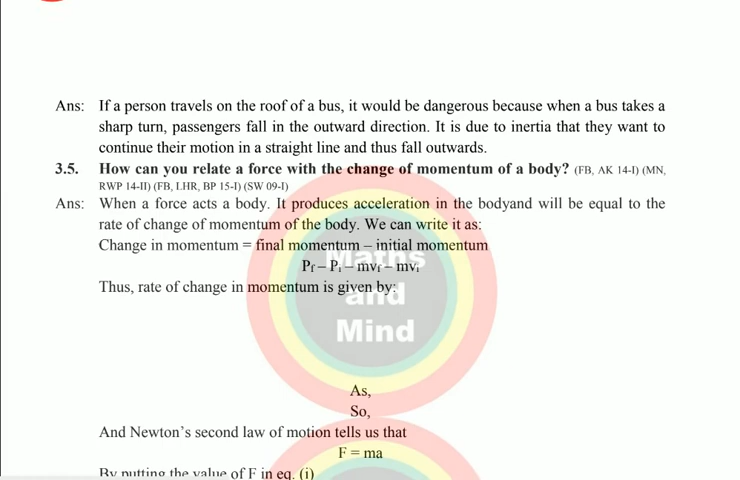 Ans: If a person travels on the roof of a bus, it would be dangerous because when a bus takes a
sharp turn, passengers fall in the outward direction. It is due to inertia that they want to
continue their motion in a straight line and thus fall outwards.
3.5. How can you relate a force with the change of momentum of a body? (FB, AK 14-I) (MN,
RWP 14-II) (FB, LHR, BP 15-I) (SW 09-I)
Ans: When a force acts a body. It produces acceleration in the bodyand will be equal to the
rate of change of momentum of the body. We can write it as:
Change in momentum = final momentum – initial momentum
Maths
Pf – Pi – mvf – mvi
Thus, rate of change in momentum is given by:
and
Mind
As,
So,
And Newton's second law of motion tells us that
F = ma
By putting the value of F in eq. (i)